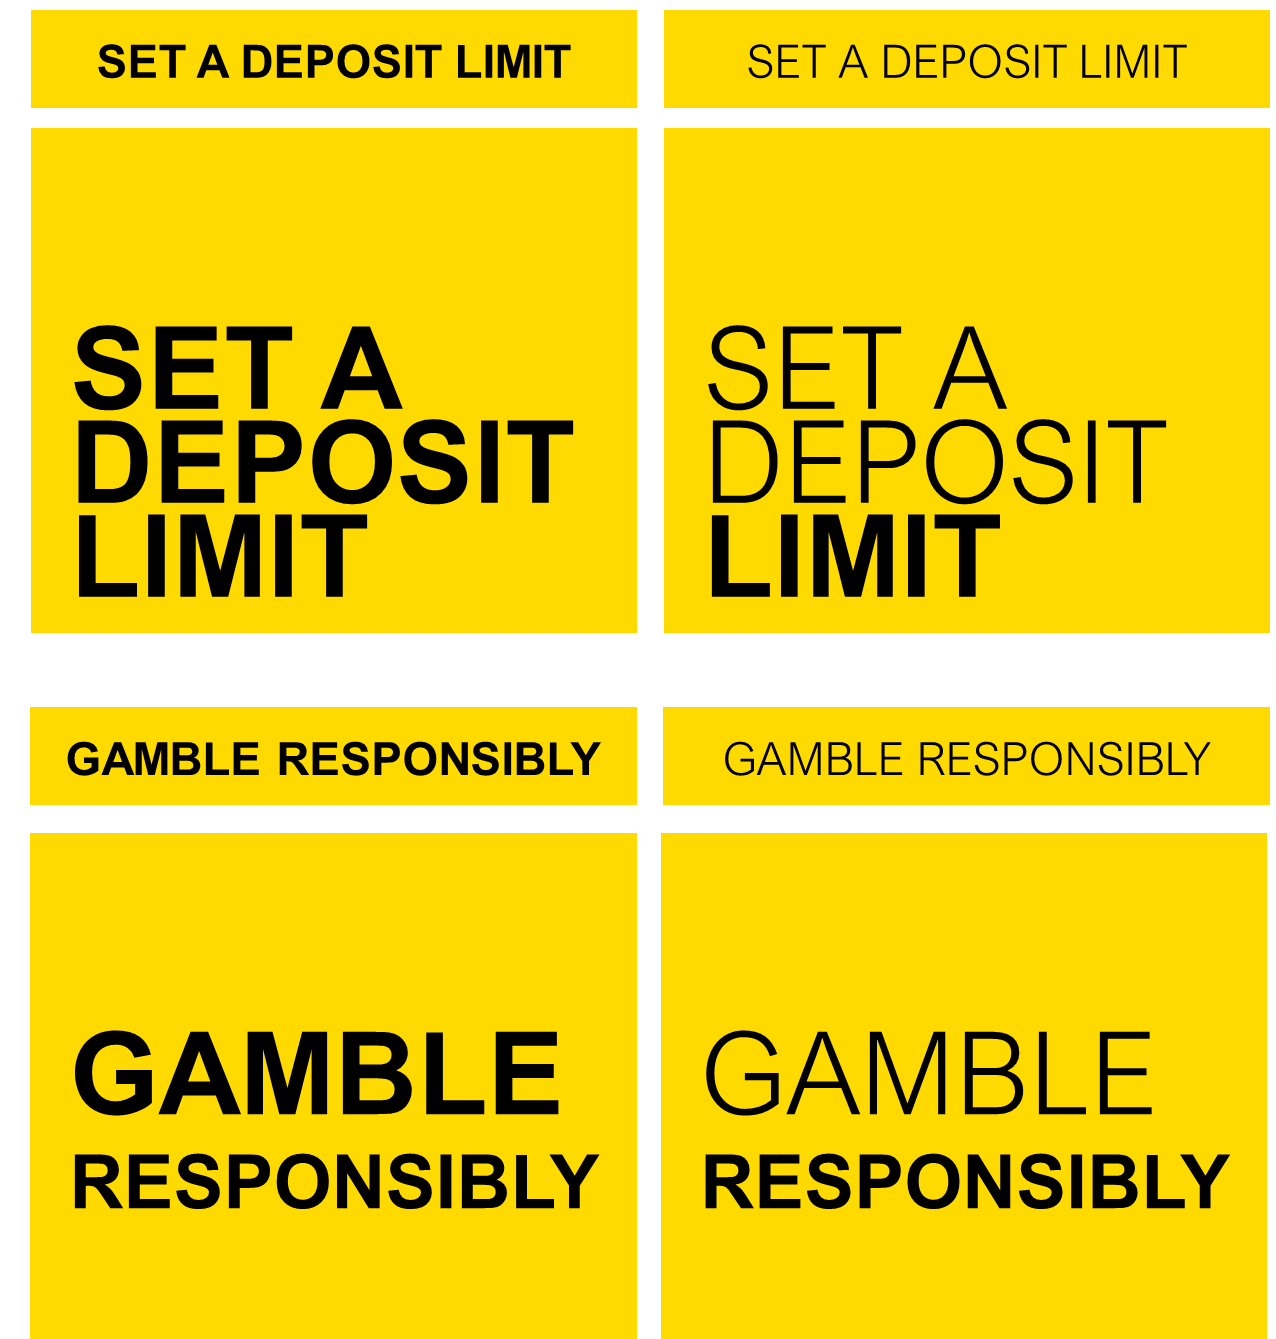 SET A DEPOSIT LIMIT
SET A DEPOSIT LIMIT
SET A
DEPOSIT
LIMIT
SET A
DEPOSIT
LIMIT
GAMBLE RESPONSIBLY
GAMBLE RESPONSIBLY
GAMBLE
RESPONSIBLY
GAMBLE
RESPONSIBLY